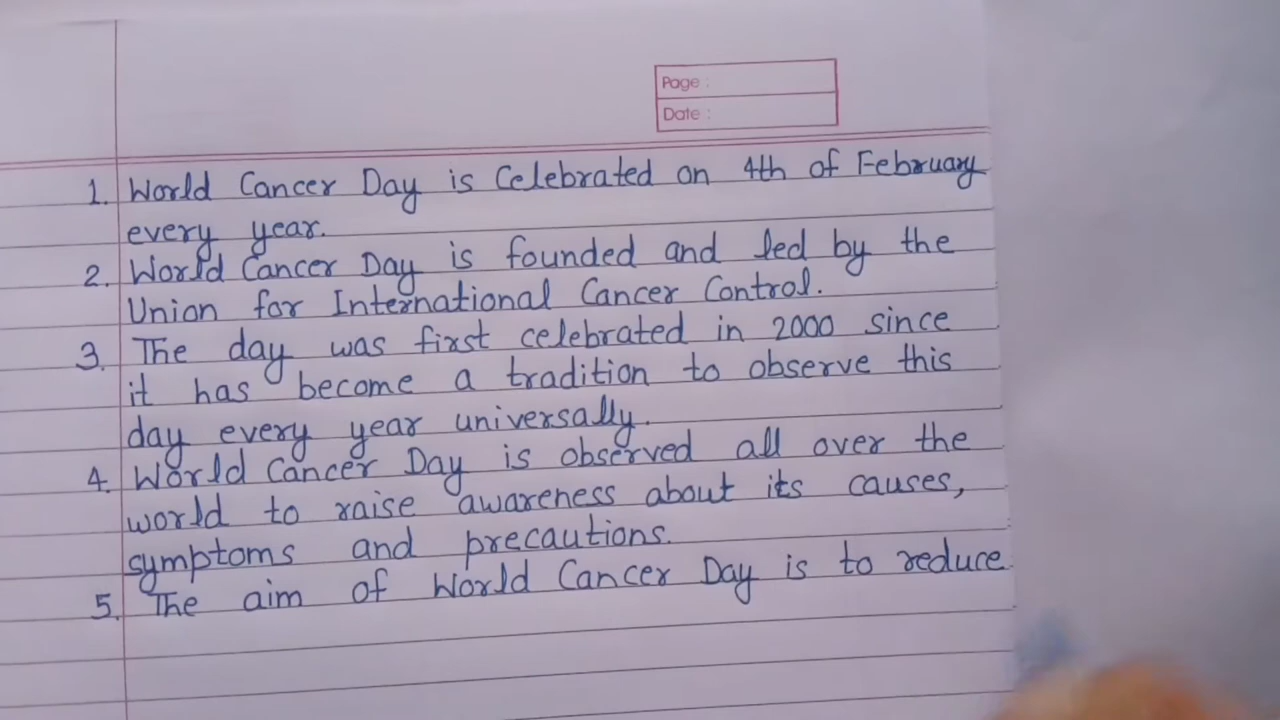 Page :
Date :
1. World Cancer Day is Celebrated on 4th of February
every year.
2. World Cancer Day is founded and led by the
Union for International Cancer Control.
3. The day was first celebrated in 2000 since
it has become a tradition to observe this
day every year universally.
4. World Cancer Day is observed all over the
world to raise awareness about its causes,
symptoms and precautions.
5. The aim of World Cancer Day is to reduce